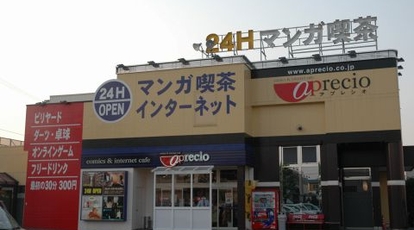 24H マンガ喫茶
www.aprecio.co.jp
aprecio
アプレシオ
24H
OPEN
マンガ喫茶
インターネット
ビリヤード
ダーツ・卓球
オンラインゲーム
フリードリンク
最初の30分 300円
comics & internet cafe
aprecio
24H
OPEN